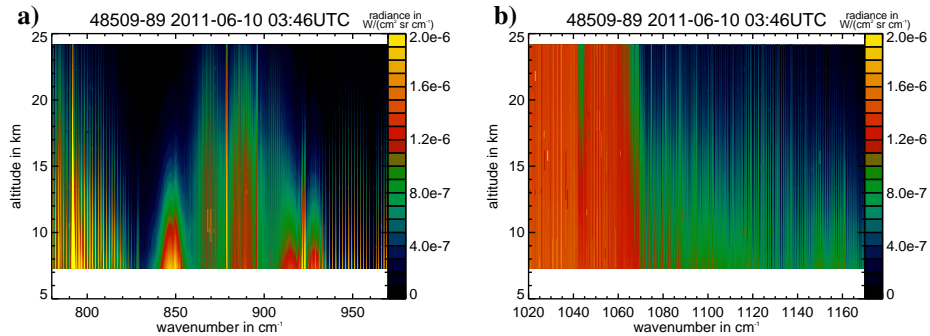 a)
48509-89 2011-06-10 03:46UTC
radiance in
W/(cm² sr cm⁻¹)
altitude in km
25
20
15
10
5
800
850
900
950
wavenumber in cm⁻¹
2.0e-6
1.6e-6
1.2e-6
8.0e-7
4.0e-7
0
b)
48509-89 2011-06-10 03:46UTC
radiance in
W/(cm² sr cm⁻¹)
altitude in km
25
20
15
10
5
1020
1040
1060
1080
1100
1120
1140
1160
wavenumber in cm⁻¹
2.0e-6
1.6e-6
1.2e-6
8.0e-7
4.0e-7
0